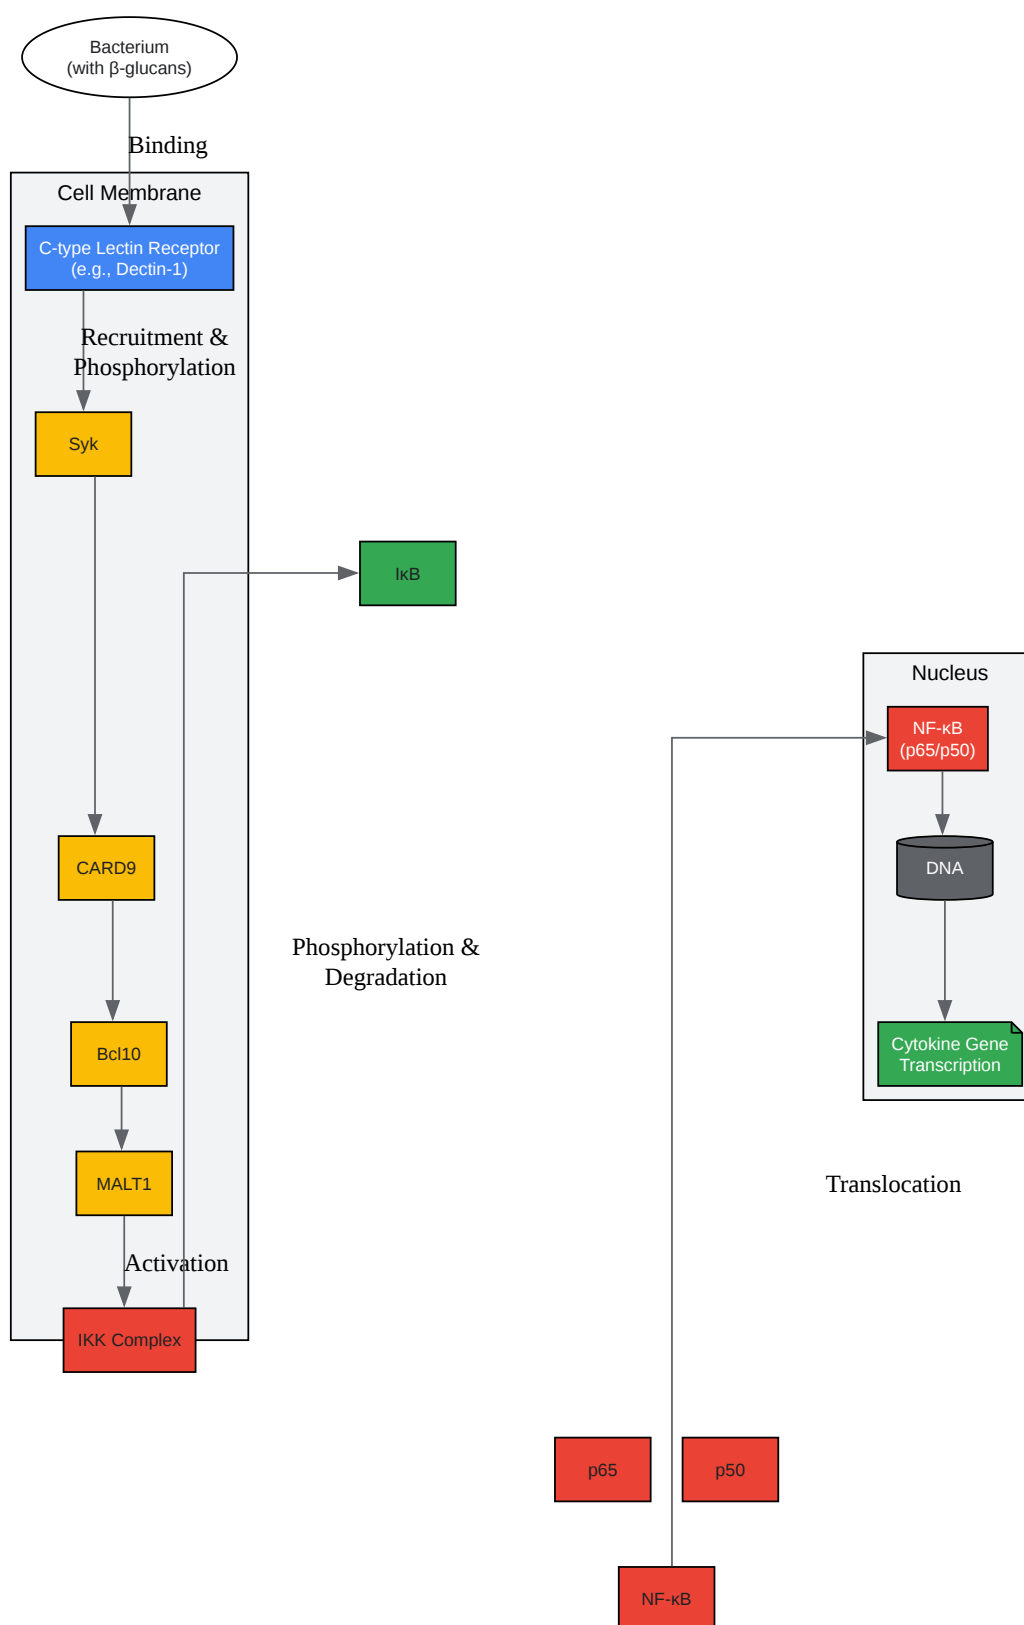 Bacterium
(with β-glucans)
Binding
Cell Membrane
C-type Lectin Receptor
(e.g., Dectin-1)
Recruitment &
Phosphorylation
Syk
IκB
Nucleus
NF-κB
(p65/p50)
CARD9
DNA
Phosphorylation &
Degradation
Bcl10
Cytokine Gene
Transcription
MALT1
Translocation
Activation
IKK Complex
p65
p50
NF-κB